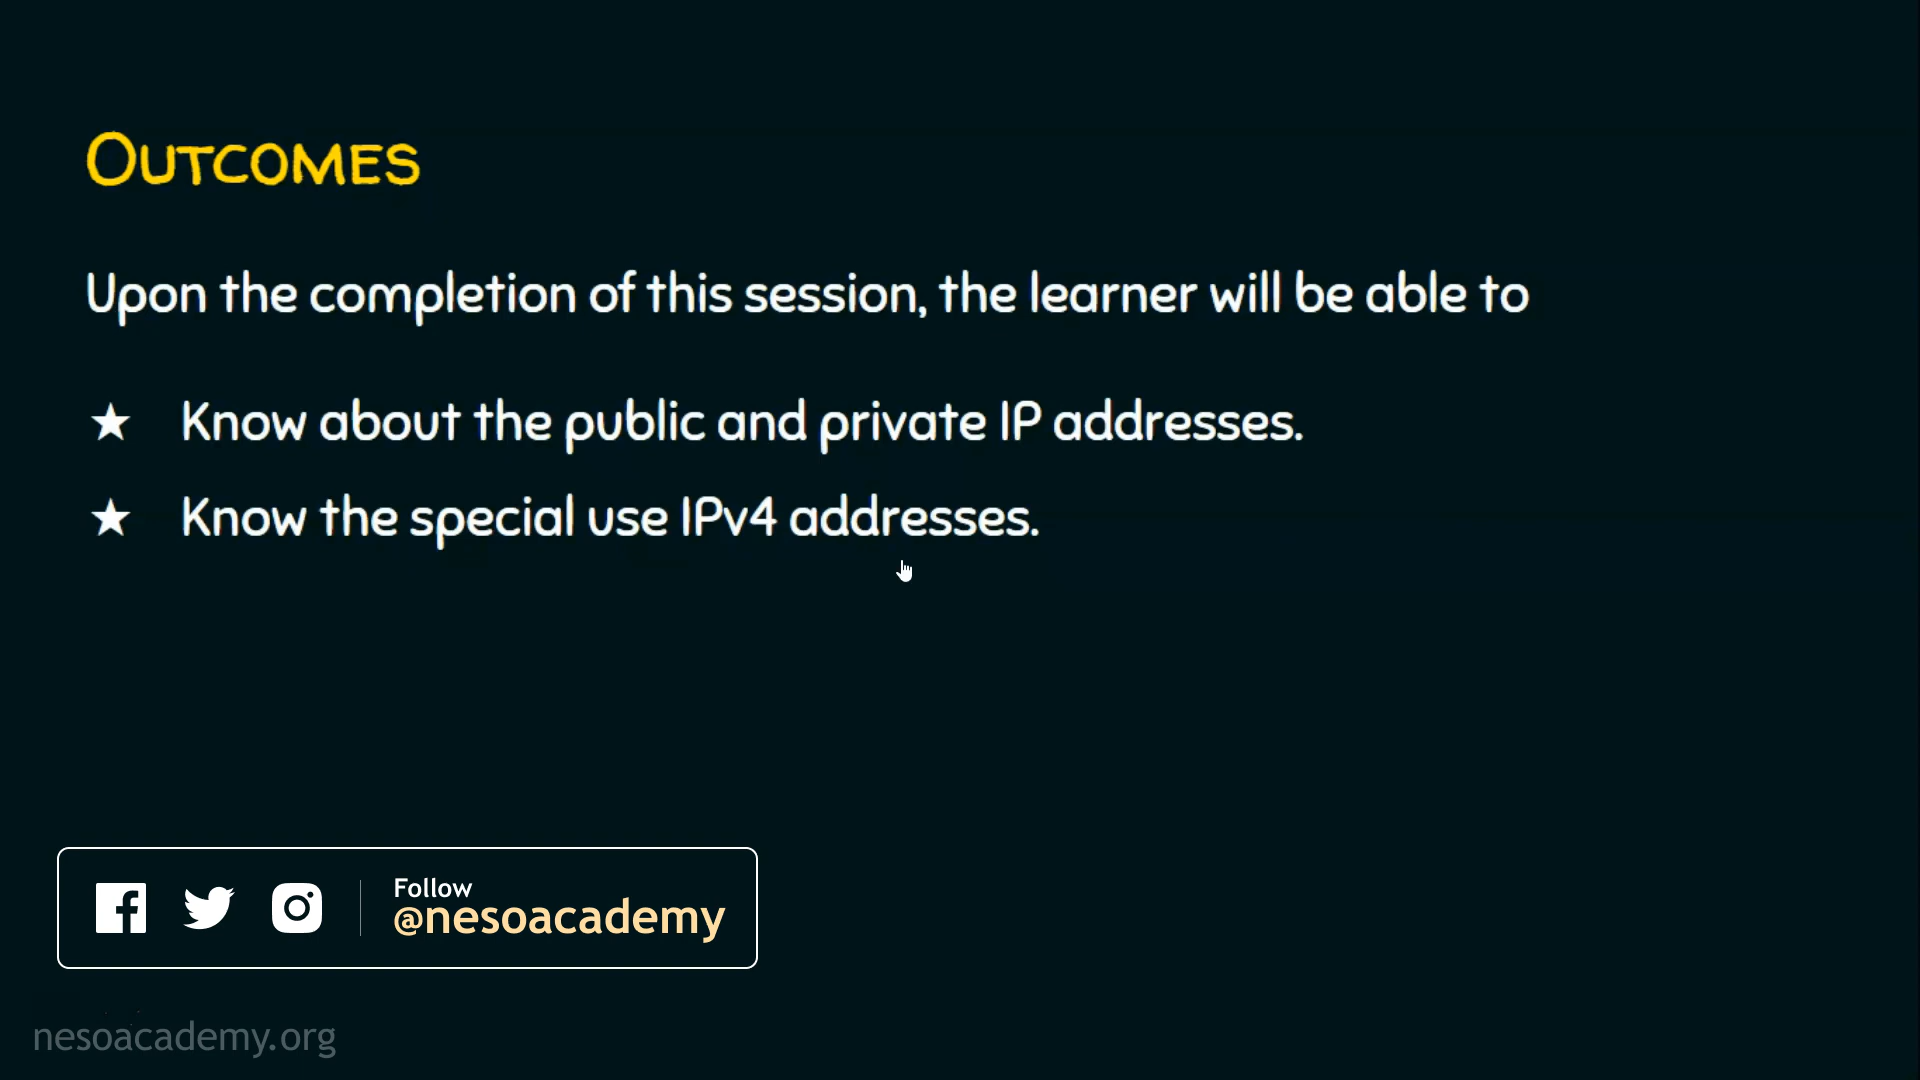 Outcomes
Upon the completion of this session, the learner will be able to
★ Know about the public and private IP addresses.
★ Know the special use IPv4 addresses.
Follow
@nesoacademy
nesoacademy.org